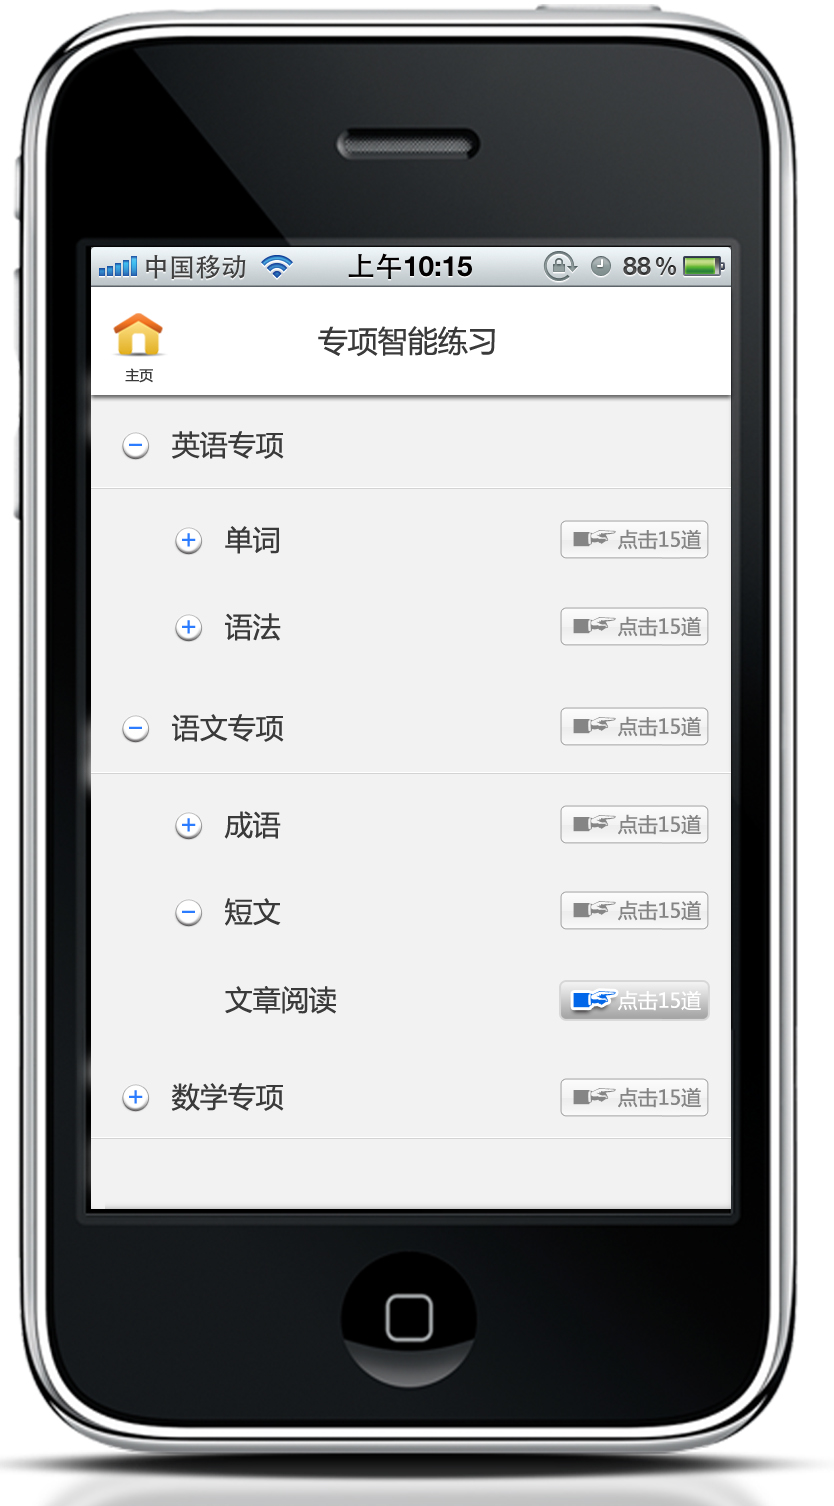 中国移动 上午10:15 88%
专项智能练习
主页
英语专项
单词 点击15道
语法 点击15道
语文专项 点击15道
成语 点击15道
短文 点击15道
文章阅读 点击15道
数学专项 点击15道